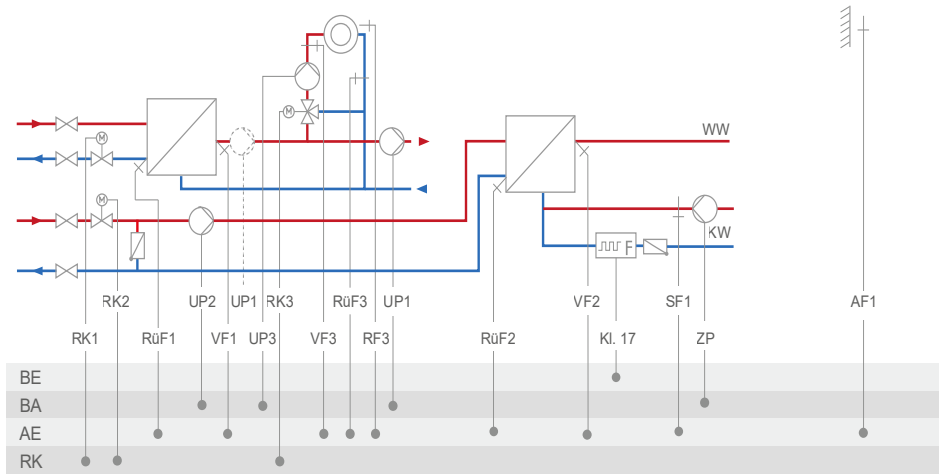 M
WW
M
M
KW
F
RK2 UP2 UP1 RK3 RüF3 UP1 VF2 SF1 AF1
RK1 RüF1 VF1 UP3 VF3 RF3 RüF2 Kl. 17 ZP
BE
BA
AE
RK